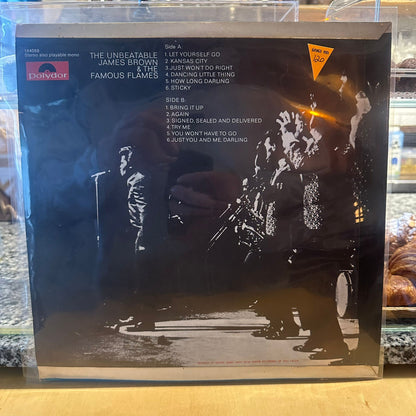 184058
Stereo also playable mono
polydor
THE UNBEATABLE
JAMES BROWN
& THE
FAMOUS FLAMES
Side A
1 LET YOURSELF GO
2 KANSAS CITY
3 JUST WON'T DO RIGHT
4 DANCING LITTLE THING
5 HOW LONG DARLING
6 STICKY
SIDE B:
1 BRING IT UP
2 AGAIN
3 SIGNED, SEALED AND DELIVERED
4 TRY ME
5 YOU WON'T HAVE TO GO
6 JUST YOU AND ME, DARLING
120